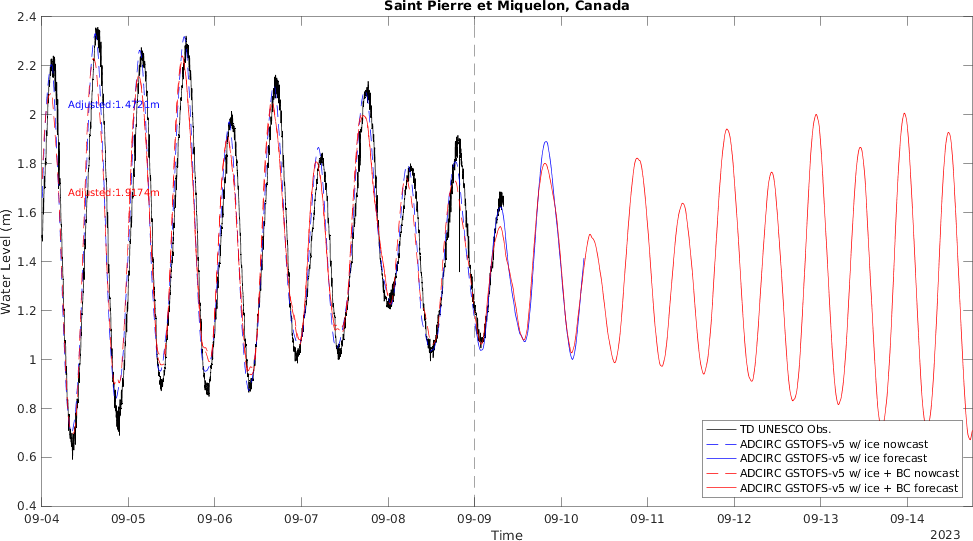 Saint Pierre et Miquelon, Canada
2.4
2.2
2
1.8
1.6
1.4
1.2
1
0.8
0.6
0.4
Water Level (m)
Adjusted:1.4721m
Adjusted:1.9174m
TD UNESCO Obs.
ADCIRC GSTOFS-v5 w/ ice nowcast
ADCIRC GSTOFS-v5 w/ ice forecast
ADCIRC GSTOFS-v5 w/ ice + BC nowcast
ADCIRC GSTOFS-v5 w/ ice + BC forecast
09-04 09-05 09-06 09-07 09-08 09-09 09-10 09-11 09-12 09-13 09-14
Time
2023